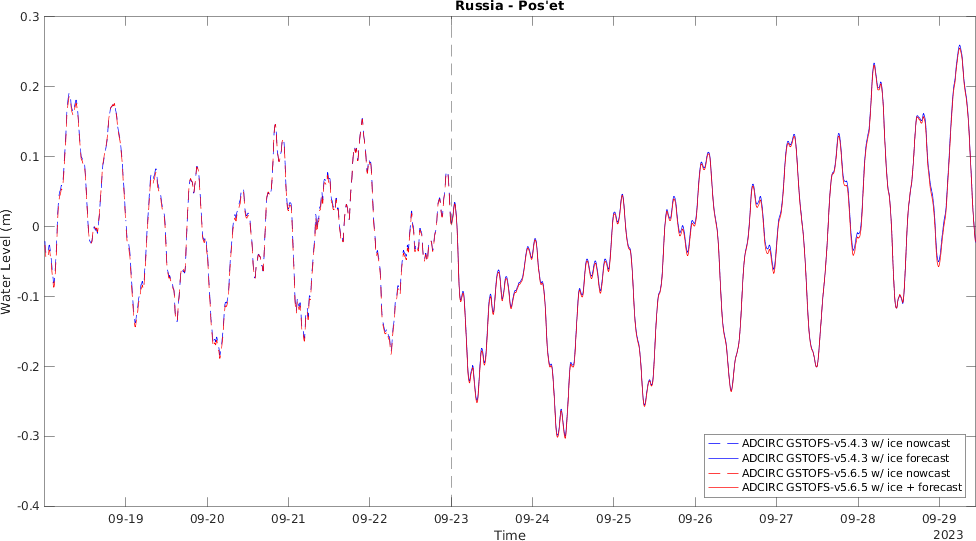 Russia - Pos'et
0.3
0.2
0.1
0
-0.1
-0.2
-0.3
-0.4
Water Level (m)
ADCIRC GSTOFS-v5.4.3 w/ ice nowcast
ADCIRC GSTOFS-v5.4.3 w/ ice forecast
ADCIRC GSTOFS-v5.6.5 w/ ice nowcast
ADCIRC GSTOFS-v5.6.5 w/ ice + forecast
09-19 09-20 09-21 09-22 09-23 09-24 09-25 09-26 09-27 09-28 09-29
Time
2023